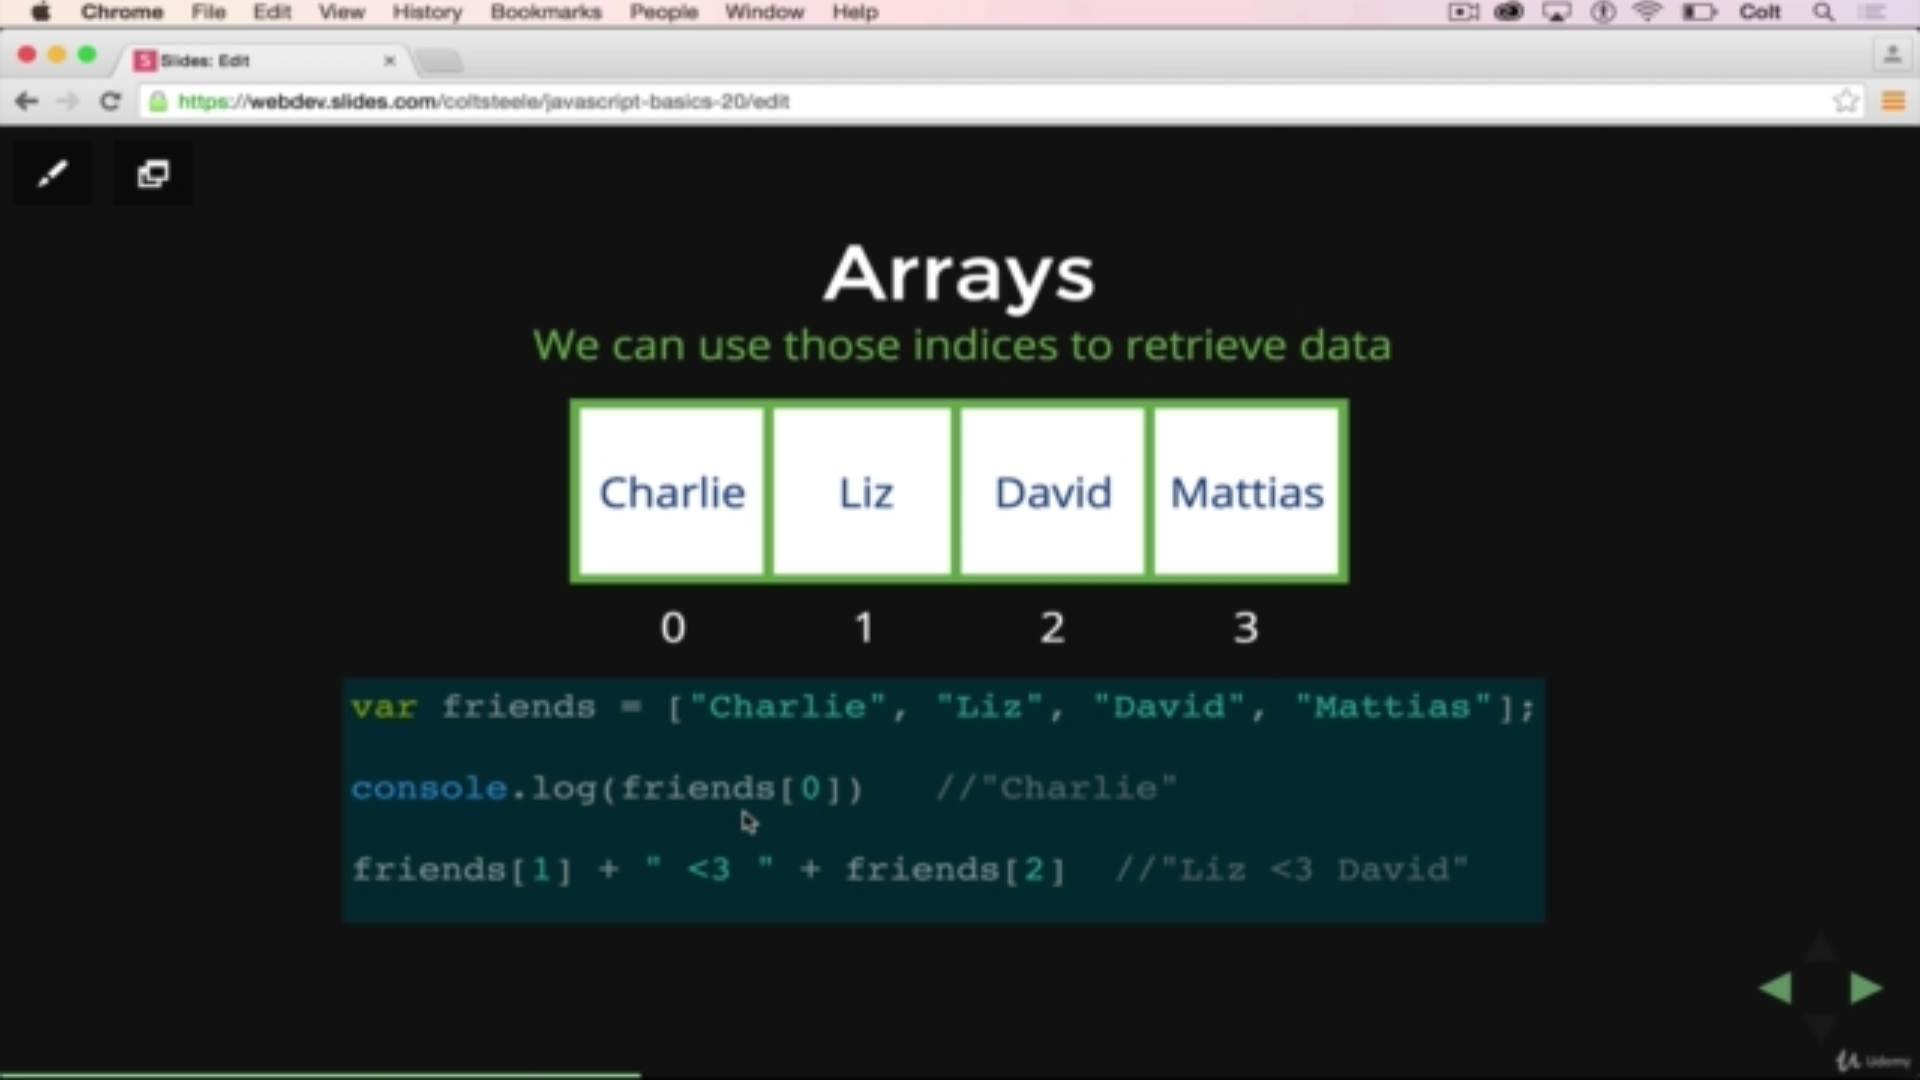 Chrome File Edit View History Bookmarks People Window Help Colt
S Slides: Edit
https://webdev.slides.com/coltsteele/javascript-basics-20/edit
Arrays
We can use those indices to retrieve data
Charlie Liz David Mattias
0 1 2 3
var friends = ["Charlie", "Liz", "David", "Mattias"];
console.log(friends[0]) //"Charlie"
friends[1] + " <3 " + friends[2] //"Liz <3 David"
Udemy